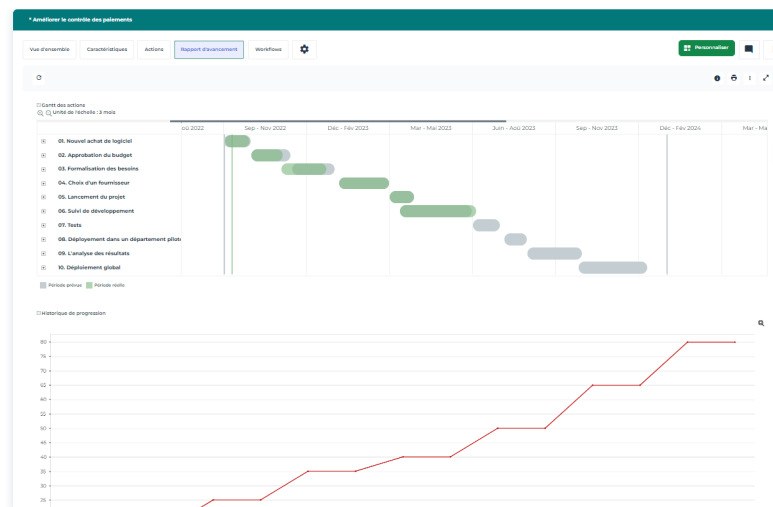 * Améliorer le contrôle des paiements
Vue d'ensemble Caractéristiques Actions Rapport d'avancement Workflows Personnaliser
Gantt des actions
Unité de l'échelle : 3 mois
oû 2022 Sep - Nov 2022 Déc - Fév 2023 Mar - Mai 2023 Juin - Aoû 2023 Sep - Nov 2023 Déc - Fév 2024 Mar - Ma
01. Nouvel achat de logiciel
02. Approbation du budget
03. Formalisation des besoins
04. Choix d'un fournisseur
05. Lancement du projet
06. Suivi de développement
07. Tests
08. Déployement dans un département pilote
09. L'analyse des résultats
10. Déploiement global
Période prévue Période réelle
Historique de progression
80
75
70
65
60
55
50
45
40
35
30
25